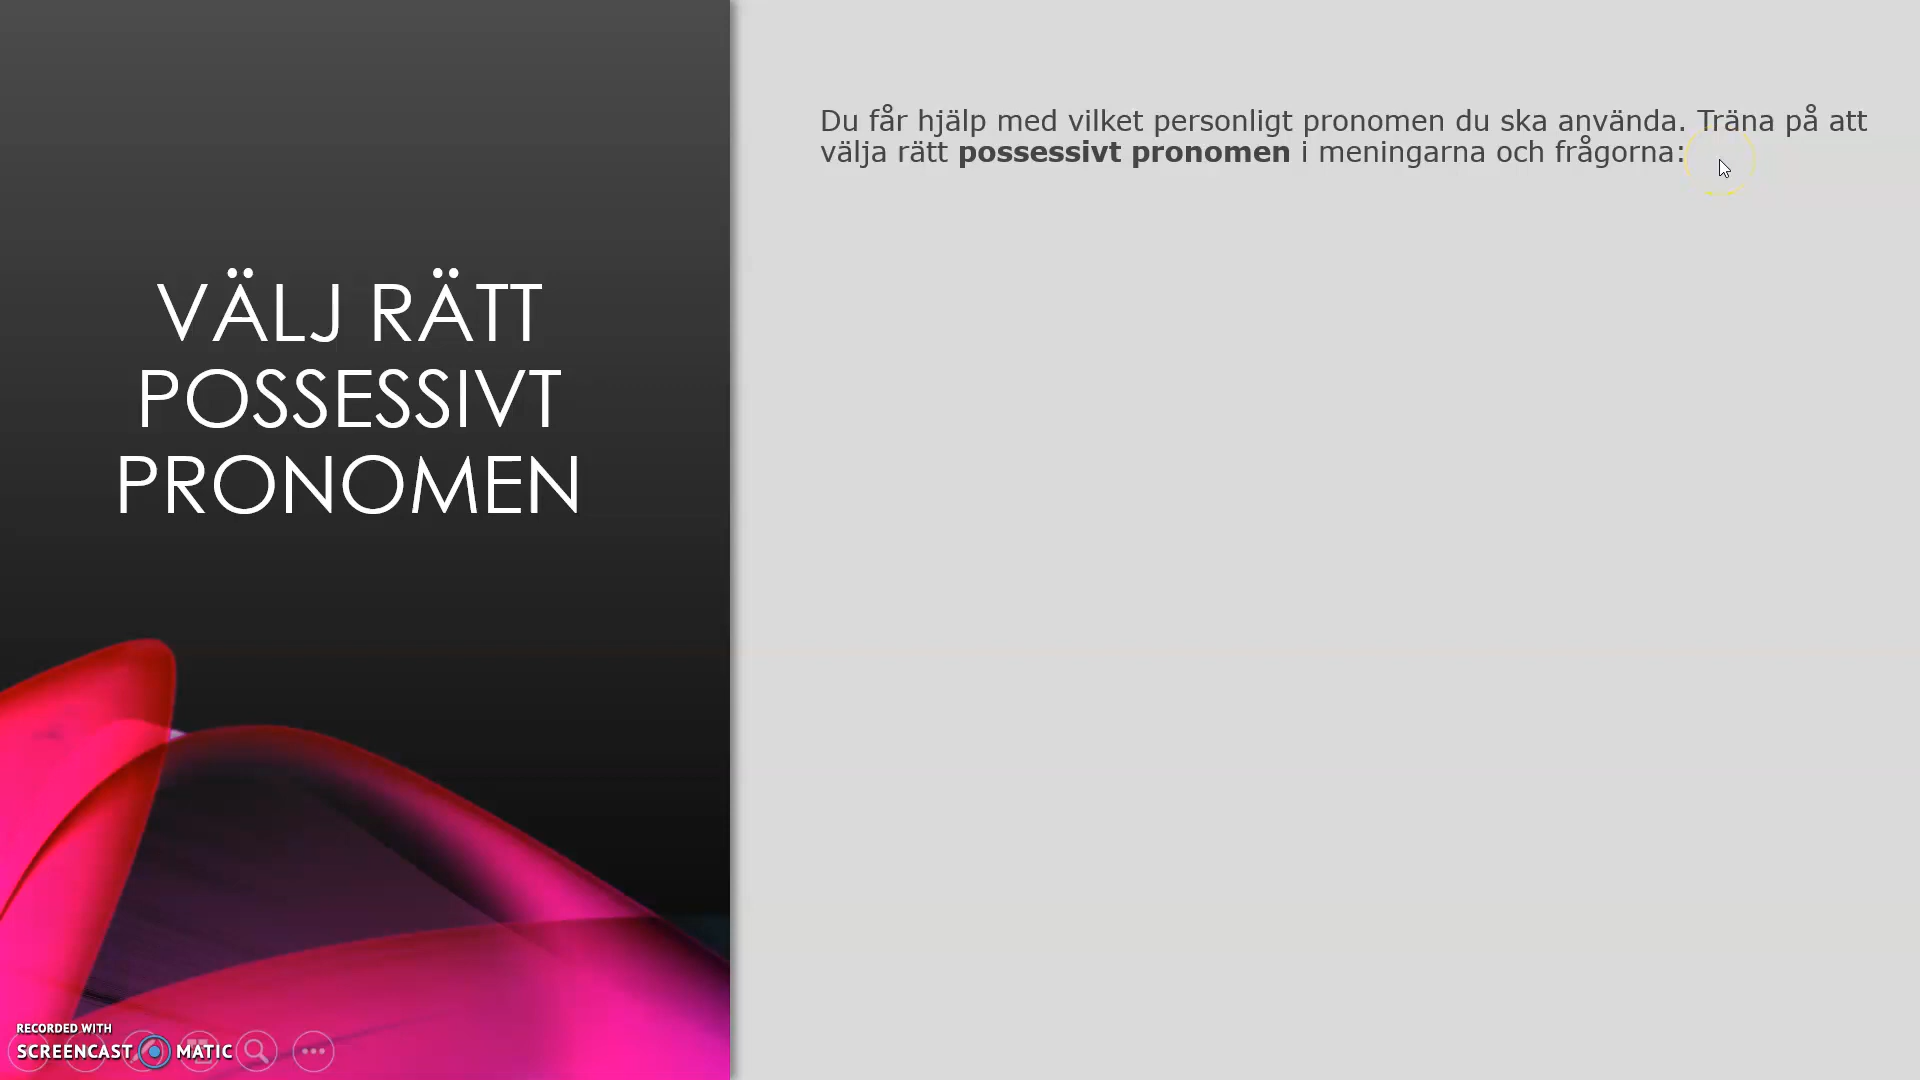 VÄLJ RÄTT
POSSESSIVT
PRONOMEN
Du får hjälp med vilket personligt pronomen du ska använda. Träna på att
välja rätt possessivt pronomen i meningarna och frågorna:
RECORDED WITH
SCREENCAST MATIC